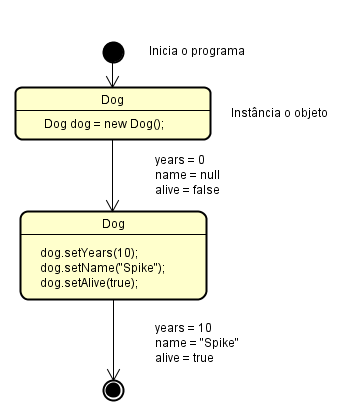 Inicia o programa
Dog
Dog dog = new Dog();
Instância o objeto
years = 0
name = null
alive = false
Dog
dog.setYears(10);
dog.setName("Spike");
dog.setAlive(true);
years = 10
name = "Spike"
alive = true